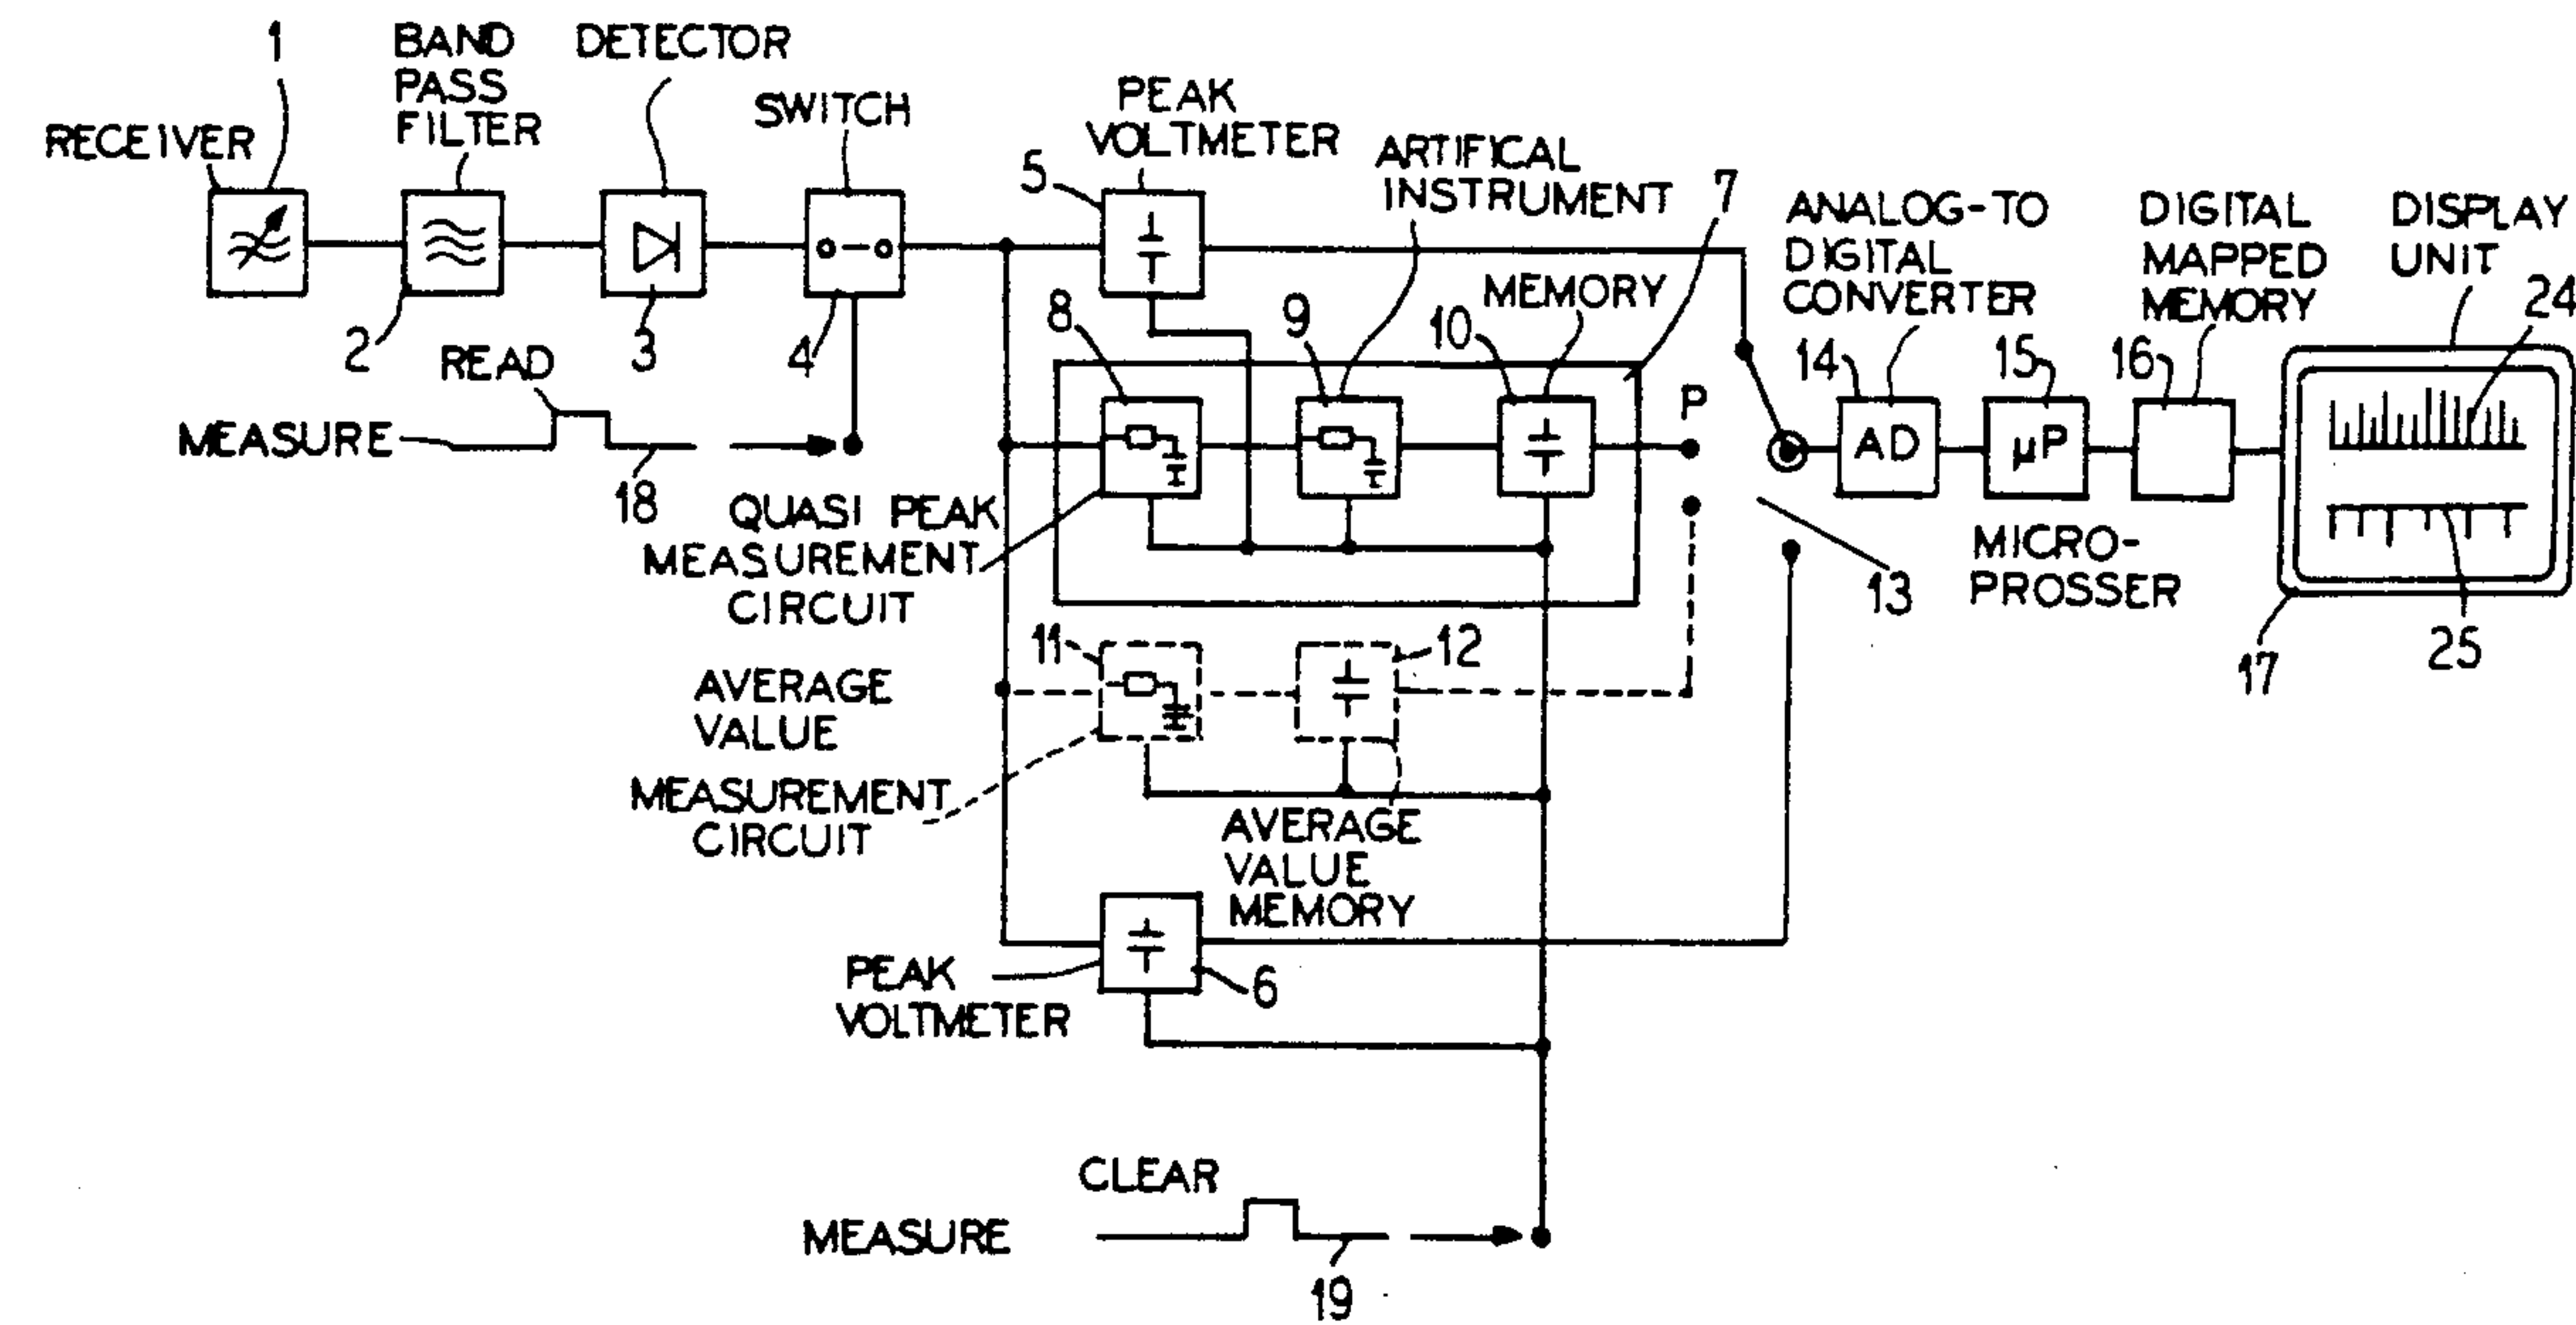 1
RECEIVER
BAND
PASS
FILTER
DETECTOR
SWITCH
2
3
4
READ
MEASURE
18
PEAK
VOLTMETER
5
ARTIFICAL
INSTRUMENT
7
MEMORY
8
9
10
QUASI PEAK
MEASUREMENT
CIRCUIT
P
ANALOG-TO
DIGITAL
CONVERTER
14
AD
15
µP
MICRO-
PROSSER
DIGITAL
MAPPED
MEMORY
16
DISPLAY
UNIT
24
25
17
13
11
12
AVERAGE
VALUE
MEASUREMENT
CIRCUIT
AVERAGE
VALUE
MEMORY
PEAK
VOLTMETER
6
CLEAR
MEASURE
19